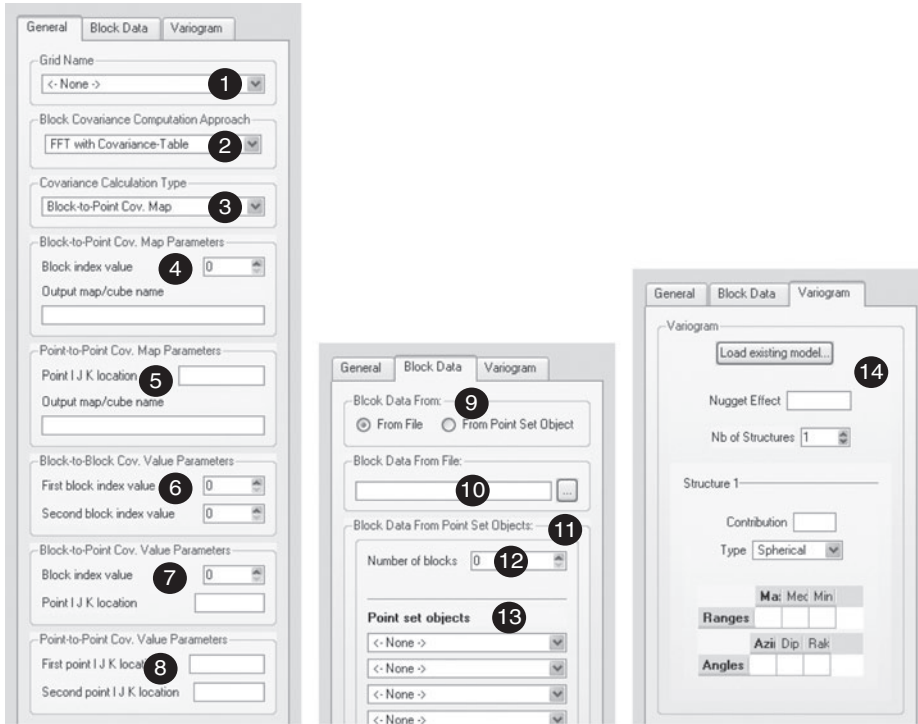 General Block Data Variogram
Grid Name
<- None -> 1
Block Covariance Computation Approach
FFT with Covariance-Table 2
Covariance Calculation Type
Block-to-Point Cov. Map 3
Block-to-Point Cov. Map Parameters
Block index value 4 0
Output map/cube name
Point-to-Point Cov. Map Parameters
Point I J K location 5
Output map/cube name
Block-to-Block Cov. Value Parameters
First block index value 6 0
Second block index value 0
Block-to-Point Cov. Value Parameters
Block index value 7 0
Point I J K location
Point-to-Point Cov. Value Parameters
First point I J K locat 8
Second point I J K location
General Block Data Variogram
Blcok Data From: 9
From File From Point Set Object
Block Data From File:
10 ...
Block Data From Point Set Objects: 11
Number of blocks 0 12
Point set objects 13
<- None ->
<- None ->
<- None ->
<- None ->
General Block Data Variogram
Variogram
Load existing model... 14
Nugget Effect
Nb of Structures 1
Structure 1
Contribution
Type Spherical
Ma: Med Min
Ranges
Azii Dip Rak
Angles